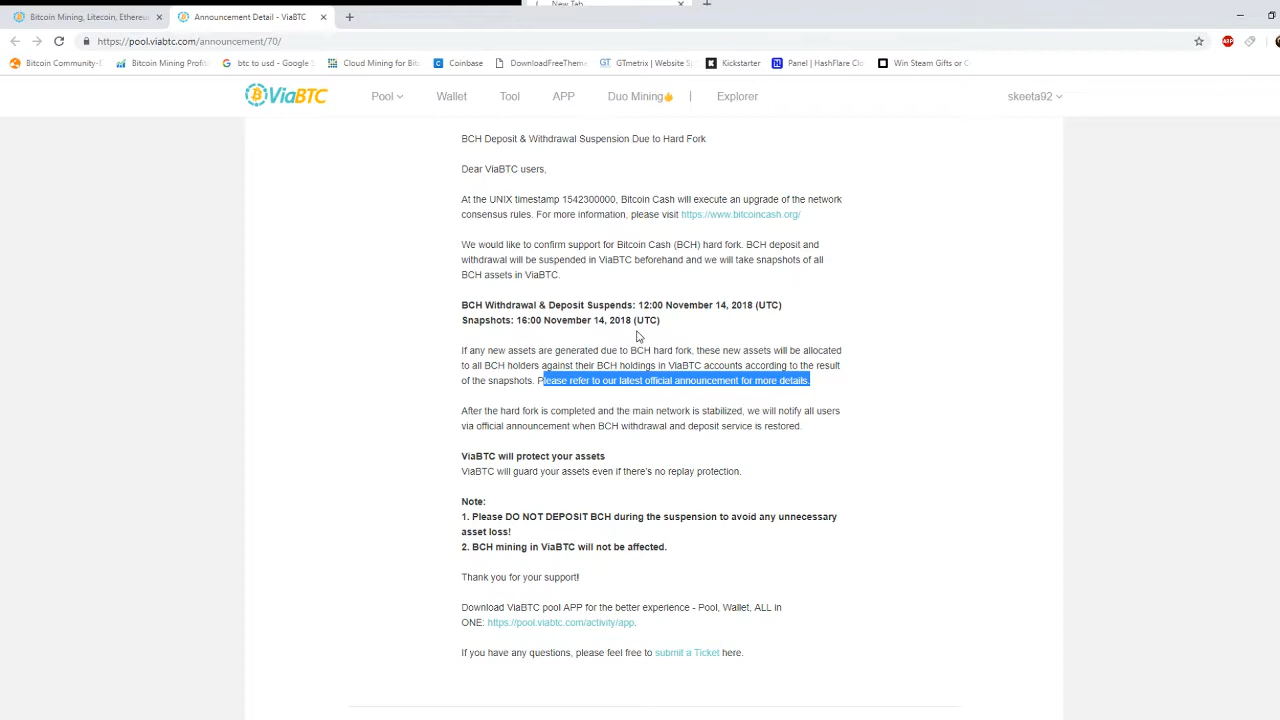 New Tab
Bitcoin Mining, Litecoin, Ethereu
Announcement Detail - ViaBTC
https://pool.viabtc.com/announcement/70/
Bitcoin Community-E
Bitcoin Mining Profita
btc to usd - Google S
Cloud Mining for Bit
Coinbase
DownloadFreeTheme
GTmetrix | Website Sp
Kickstarter
Panel | HashFlare Clo
Win Steam Gifts or C
ViaBTC
Pool
Wallet
Tool
APP
Duo Mining
Explorer
skeeta92
BCH Deposit & Withdrawal Suspension Due to Hard Fork
Dear ViaBTC users,
At the UNIX timestamp 1542300000, Bitcoin Cash will execute an upgrade of the network
consensus rules. For more information, please visit https://www.bitcoincash.org/
We would like to confirm support for Bitcoin Cash (BCH) hard fork. BCH deposit and
withdrawal will be suspended in ViaBTC beforehand and we will take snapshots of all
BCH assets in ViaBTC.
BCH Withdrawal & Deposit Suspends: 12:00 November 14, 2018 (UTC)
Snapshots: 16:00 November 14, 2018 (UTC)
If any new assets are generated due to BCH hard fork, these new assets will be allocated
to all BCH holders against their BCH holdings in ViaBTC accounts according to the result
of the snapshots. Please refer to our latest official announcement for more details.
After the hard fork is completed and the main network is stabilized, we will notify all users
via official announcement when BCH withdrawal and deposit service is restored.
ViaBTC will protect your assets
ViaBTC will guard your assets even if there's no replay protection.
Note:
1. Please DO NOT DEPOSIT BCH during the suspension to avoid any unnecessary
asset loss!
2. BCH mining in ViaBTC will not be affected.
Thank you for your support!
Download ViaBTC pool APP for the better experience - Pool, Wallet, ALL in
ONE: https://pool.viabtc.com/activity/app.
If you have any questions, please feel free to submit a Ticket here.